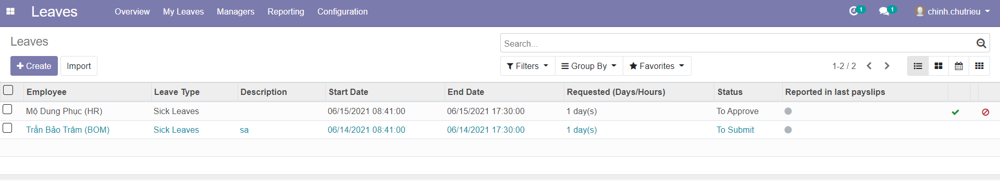 Leaves Overview My Leaves Managers Reporting Configuration 1 1 chinh.chutrieu
Leaves
Search...
Create Import Filters Group By Favorites 1-2 / 2
Employee Leave Type Description Start Date End Date Requested (Days/Hours) Status Reported in last payslips
Mộ Dung Phục (HR) Sick Leaves 06/15/2021 08:41:00 06/15/2021 17:30:00 1 day(s) To Approve
Trần Bảo Trâm (BOM) Sick Leaves sa 06/14/2021 08:41:00 06/14/2021 17:30:00 1 day(s) To Submit